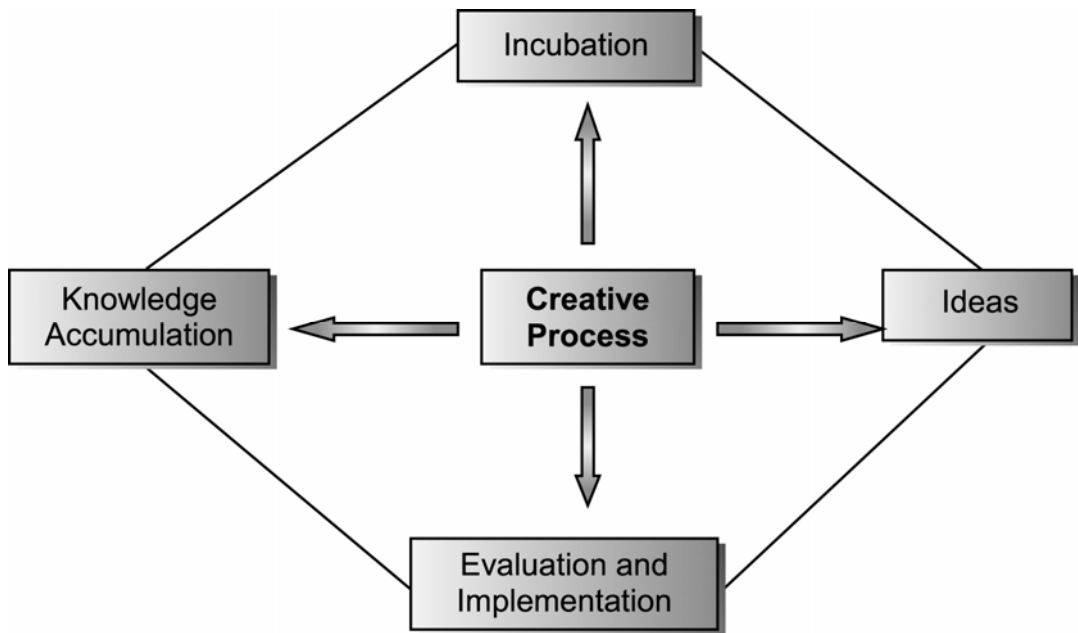 Incubation
Knowledge
Accumulation
Creative
Process
Ideas
Evaluation and
Implementation